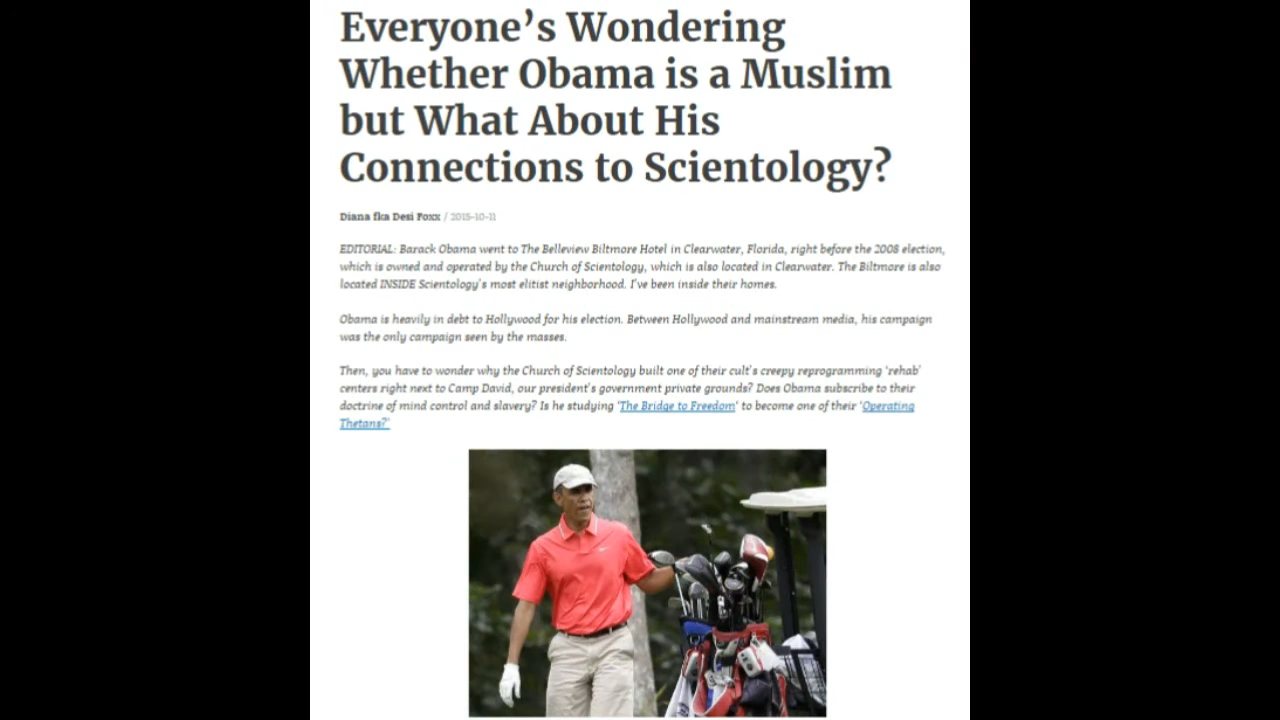 Everyone’s Wondering
Whether Obama is a Muslim
but What About His
Connections to Scientology?
Diana fka Desi Foxx / 2015-10-11
EDITORIAL: Barack Obama went to The Belleview Biltmore Hotel in Clearwater, Florida, right before the 2008 election,
which is owned and operated by the Church of Scientology, which is also located in Clearwater. The Biltmore is also
located INSIDE Scientology's most elitist neighborhood. I've been inside their homes.
Obama is heavily in debt to Hollywood for his election. Between Hollywood and mainstream media, his campaign
was the only campaign seen by the masses.
Then, you have to wonder why the Church of Scientology built one of their cult's creepy reprogramming ‘rehab’
centers right next to Camp David, our president's government private grounds? Does Obama subscribe to their
doctrine of mind control and slavery? Is he studying ‘The Bridge to Freedom‘ to become one of their ‘Operating
Thetans?’